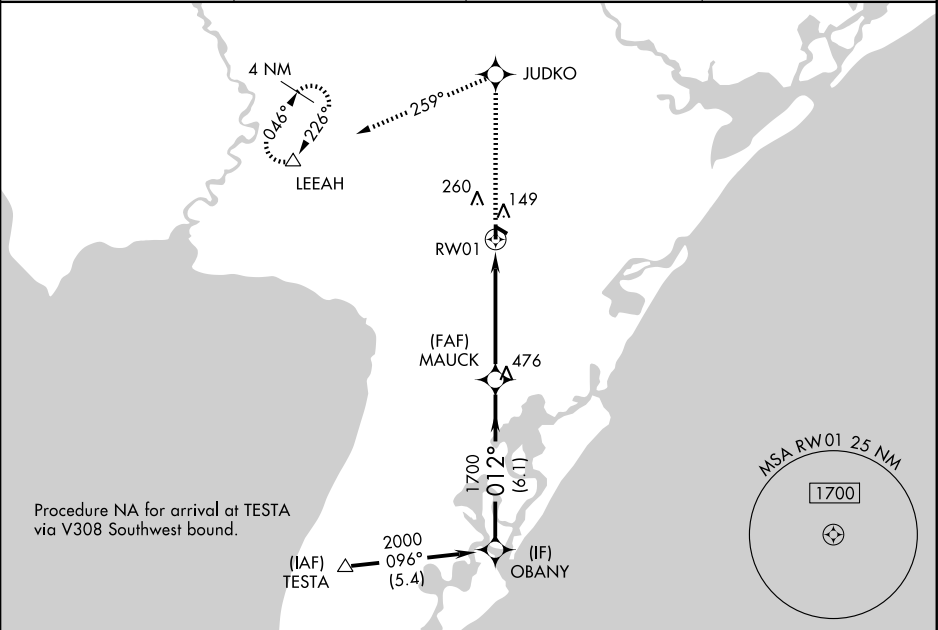 4 NM
JUDKO
259°
046°
226°
LEEAH
260
149
RW01
(FAF)
MAUCK
476
1700
012°
(6.1)
MSA RW01 25 NM
1700
Procedure NA for arrival at TESTA
via V308 Southwest bound.
(IAF)
TESTA
2000
096°
(5.4)
(IF)
OBANY